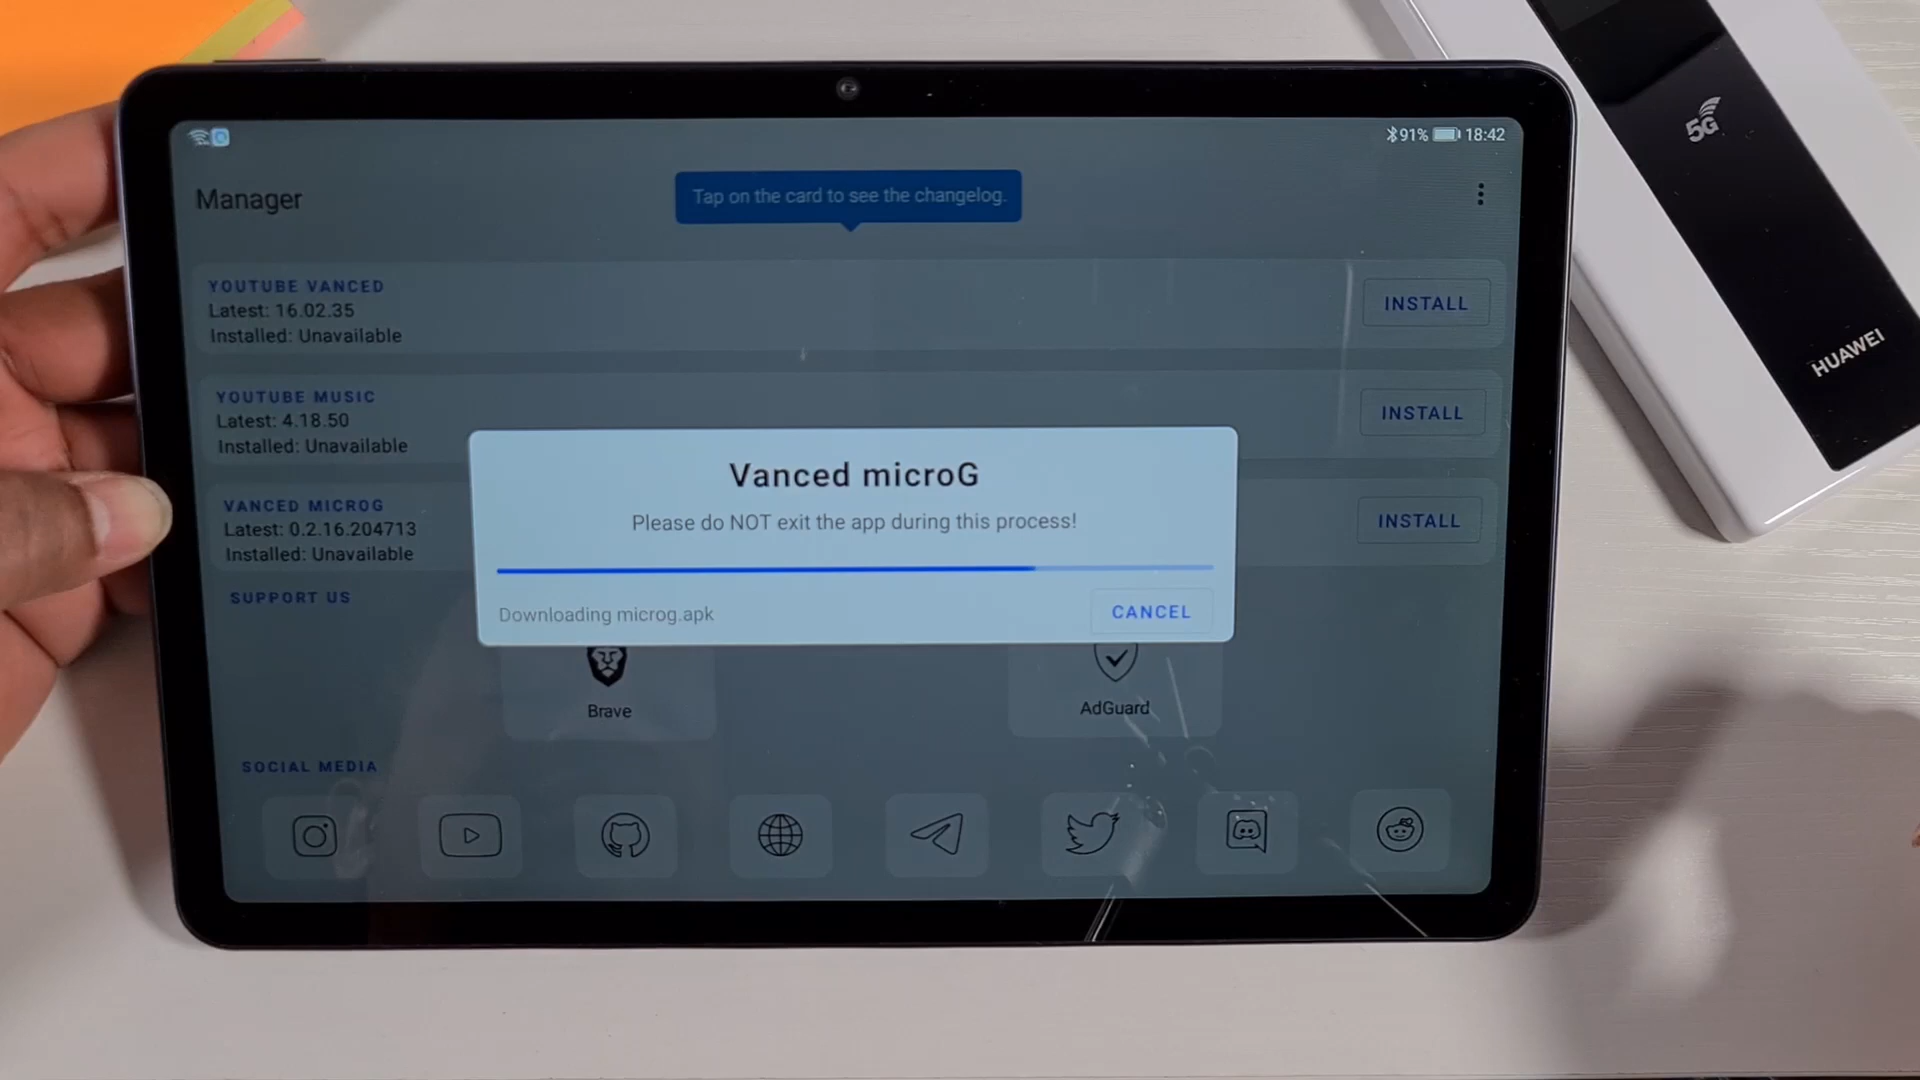 91% 18:42
Manager
Tap on the card to see the changelog.
YOUTUBE VANCED
Latest: 16.02.35
Installed: Unavailable
INSTALL
YOUTUBE MUSIC
Latest: 4.18.50
Installed: Unavailable
INSTALL
VANCED MICROG
Latest: 0.2.16.204713
Installed: Unavailable
INSTALL
Vanced microG
Please do NOT exit the app during this process!
Downloading microg.apk
CANCEL
SUPPORT US
Brave
AdGuard
SOCIAL MEDIA
5G
HUAWEI